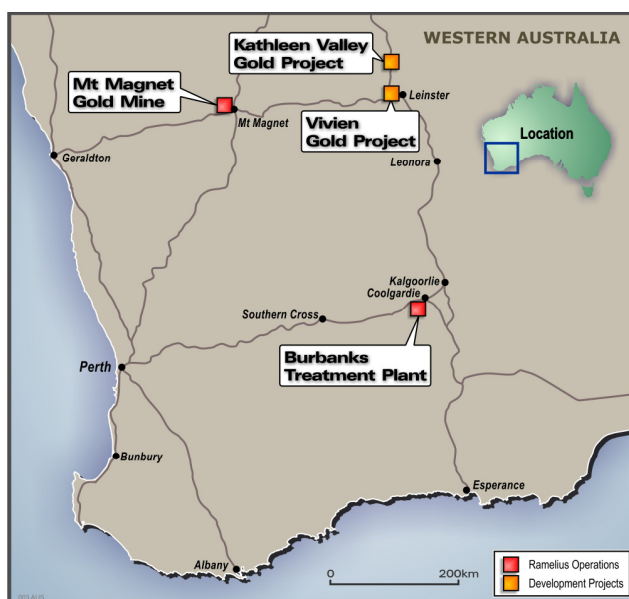 WESTERN AUSTRALIA
Kathleen Valley
Gold Project
Mt Magnet
Gold Mine
Leinster
Mt Magnet
Vivien
Gold Project
Location
Geraldton
Leonora
Kalgoorlie
Coolgardie
Southern Cross
Burbanks
Treatment Plant
Perth
Bunbury
Esperance
Albany
0
200km
Ramelius Operations
Development Projects